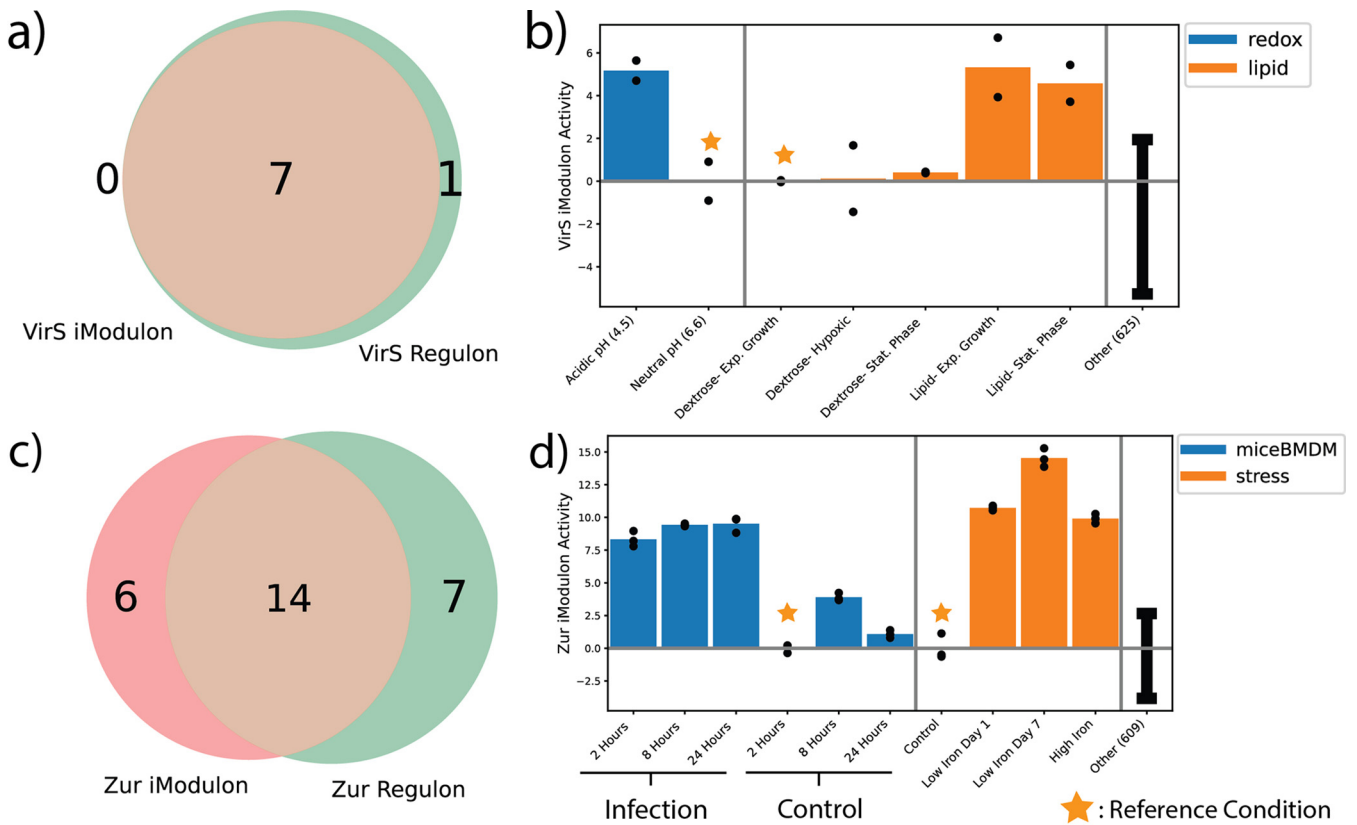 a)
0
7
1
VirS iModulon
VirS Regulon
b)
VirS iModulon Activity
6
4
2
0
−2
−4
Acidic pH (4.5)
Neutral pH (6.6)
Dextrose- Exp. Growth
Dextrose- Hypoxic
Dextrose- Stat. Phase
Lipid- Exp. Growth
Lipid- Stat. Phase
Other (625)
redox
lipid
c)
6
14
7
Zur iModulon
Zur Regulon
d)
Zur iModulon Activity
15.0
12.5
10.0
7.5
5.0
2.5
0.0
−2.5
2 Hours
8 Hours
24 Hours
2 Hours
8 Hours
24 Hours
Control
Low Iron Day 1
Low Iron Day 7
High Iron
Other (609)
miceBMDM
stress
Infection
Control
: Reference Condition